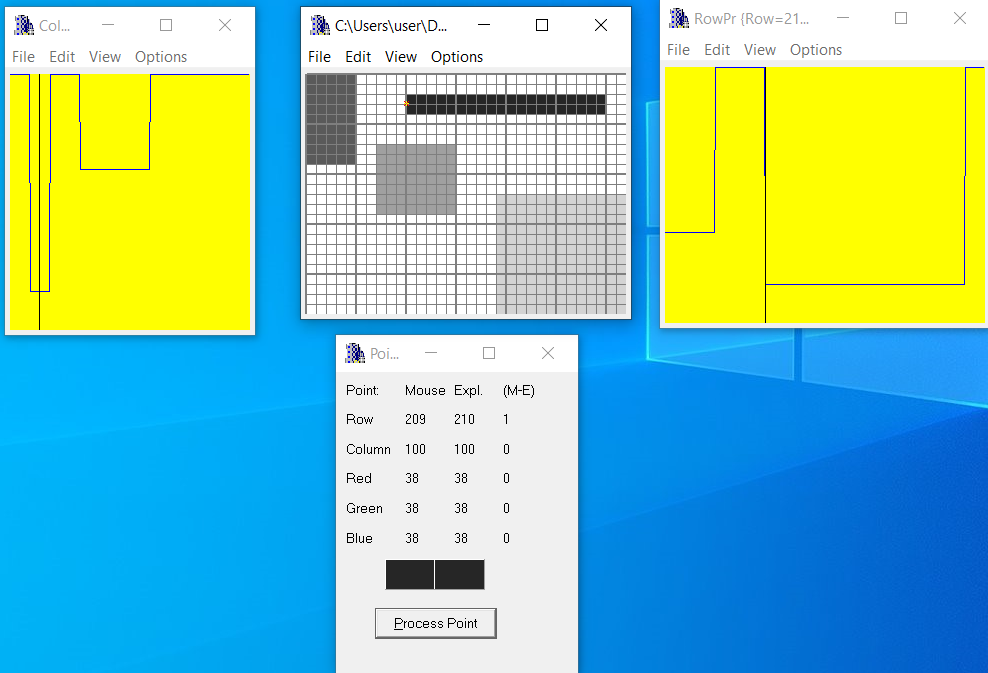 Col...
File Edit View Options
C:\Users\user\D...
File Edit View Options
RowPr {Row=21...
File Edit View Options
Poi...
Point: Mouse Expl. (M-E)
Row 209 210 1
Column 100 100 0
Red 38 38 0
Green 38 38 0
Blue 38 38 0
Process Point